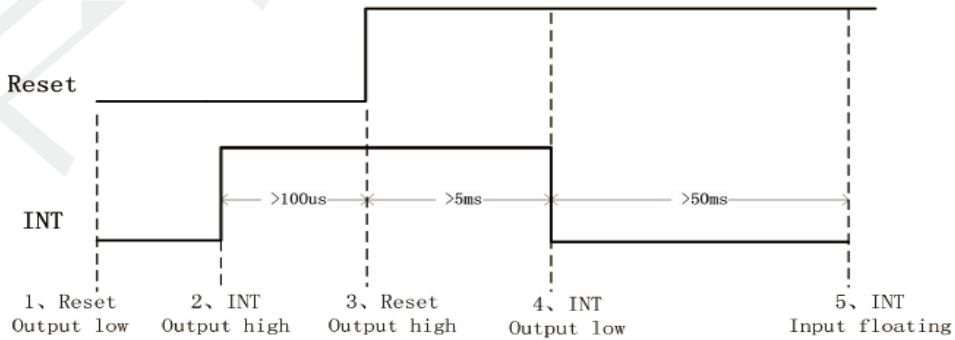 Reset
>100us
>5ms
>50ms
INT
1、Reset
Output low
2、INT
Output high
3、Reset
Output high
4、INT
Output low
5、INT
Input floating